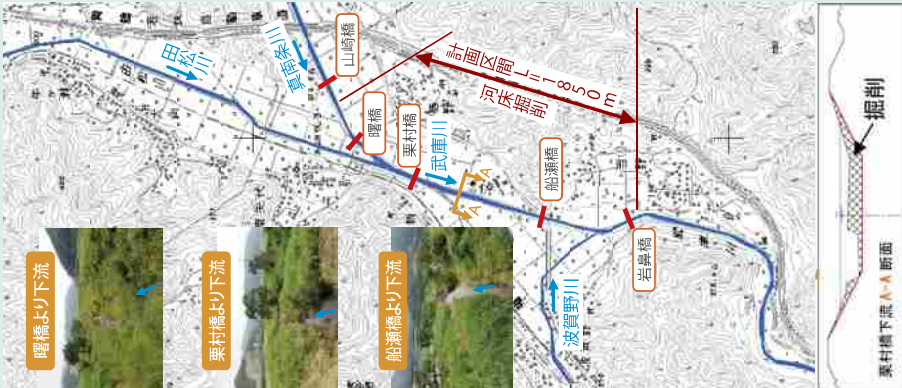 曙橋より下流
栗村橋より下流
船瀬橋より下流
田松川
真南条川
山崎橋
曙橋
栗村橋
武庫川
計画区間 L=1850m
河床掘削
A
A
船瀬橋
波賀野川
岩鼻橋
掘削
栗村橋下流 A-A 断面